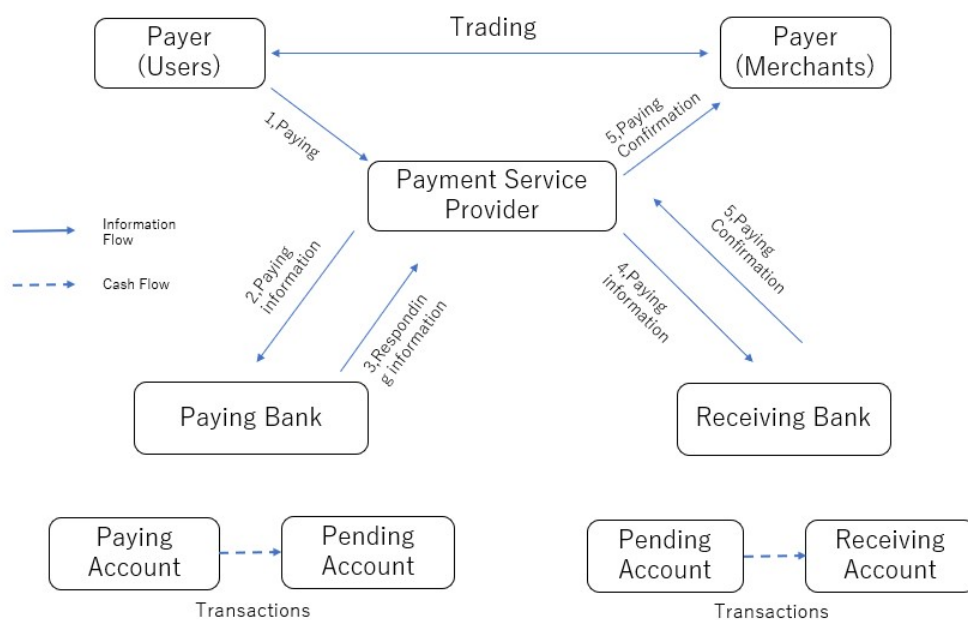 Payer
(Users)
Trading
Payer
(Merchants)
1,Paying
5,Paying
Confirmation
Payment Service
Provider
Information
Flow
Cash Flow
2,Paying
information
3,Respondin
g information
4,Paying
information
5,Paying
Confirmation
Paying Bank
Receiving Bank
Paying
Account
Pending
Account
Transactions
Pending
Account
Receiving
Account
Transactions